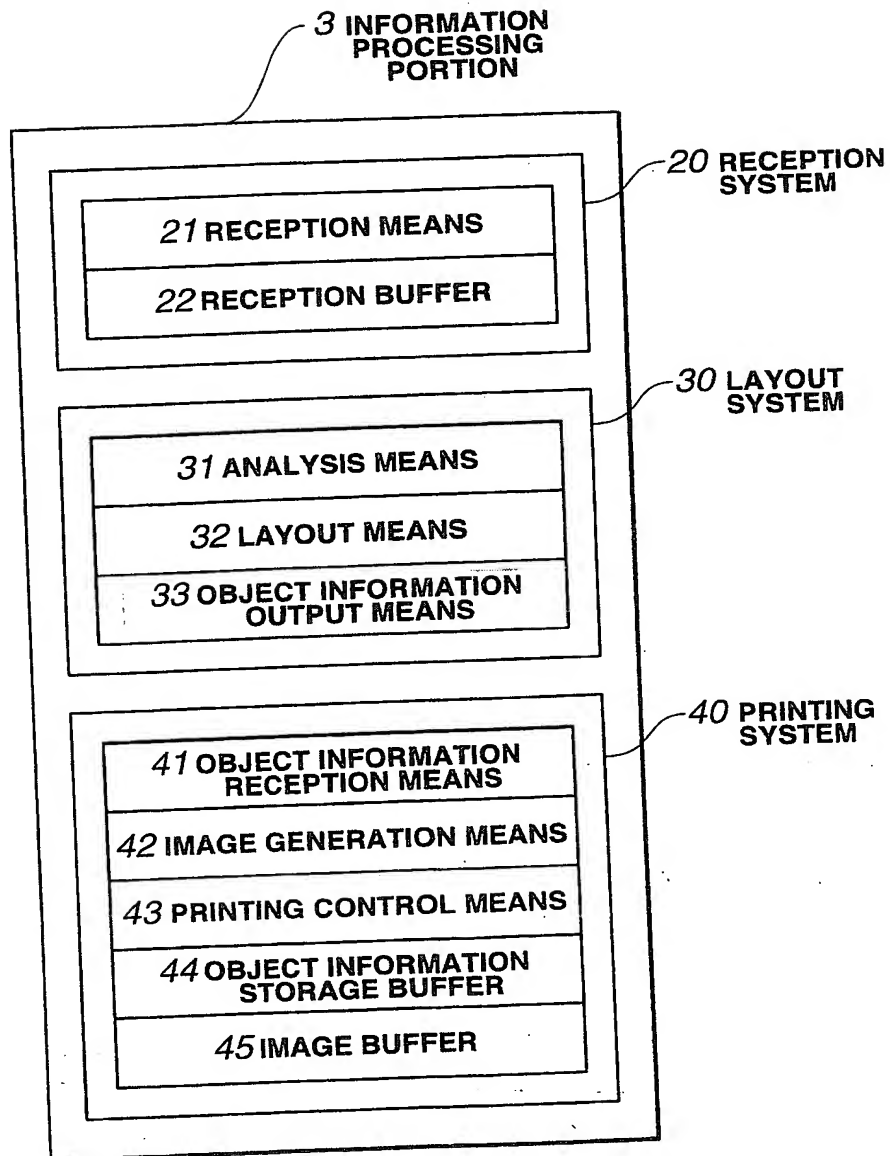 3 INFORMATION
PROCESSING
PORTION
20 RECEPTION
SYSTEM
21 RECEPTION MEANS
22 RECEPTION BUFFER
30 LAYOUT
SYSTEM
31 ANALYSIS MEANS
32 LAYOUT MEANS
33 OBJECT INFORMATION
OUTPUT MEANS
40 PRINTING
SYSTEM
41 OBJECT INFORMATION
RECEPTION MEANS
42 IMAGE GENERATION MEANS
43 PRINTING CONTROL MEANS
44 OBJECT INFORMATION
STORAGE BUFFER
45 IMAGE BUFFER